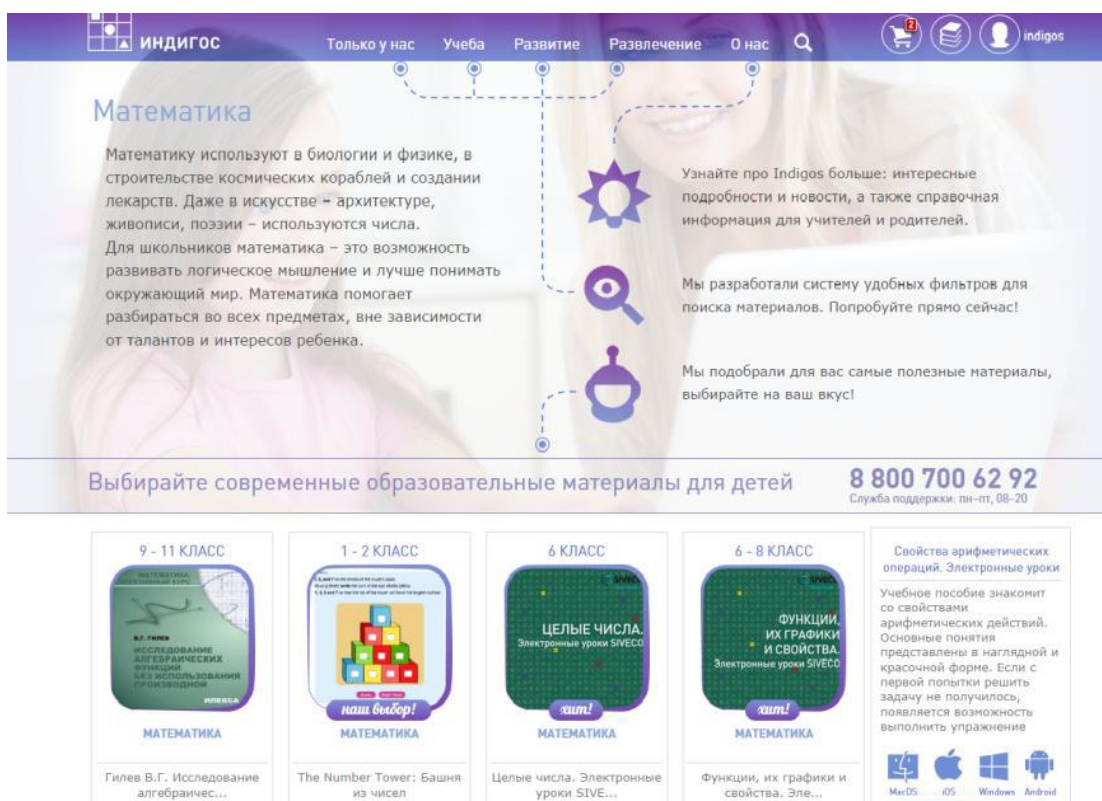 индигос
Только у нас Учеба Развитие Развлечение О нас
2
indigos
Математика
Математику используют в биологии и физике, в
строительстве космических кораблей и создании
лекарств. Даже в искусстве – архитектуре,
живописи, поэзии – используются числа.
Для школьников математика – это возможность
развивать логическое мышление и лучше понимать
окружающий мир. Математика помогает
разбираться во всех предметах, вне зависимости
от талантов и интересов ребенка.
Узнайте про Indigos больше: интересные
подробности и новости, а также справочная
информация для учителей и родителей.
Мы разработали систему удобных фильтров для
поиска материалов. Попробуйте прямо сейчас!
Мы подобрали для вас самые полезные материалы,
выбирайте на ваш вкус!
Выбирайте современные образовательные материалы для детей
8 800 700 62 92
Служба поддержки: пн–пт, 08–20
9 - 11 КЛАСС
В.Г. ГИЛЕВ
ИССЛЕДОВАНИЕ
АЛГЕБРАИЧЕСКИХ
ФУНКЦИЙ
БЕЗ ИСПОЛЬЗОВАНИЯ
ПРОИЗВОДНОЙ
ИЛЕКСА
МАТЕМАТИКА
Гилев В.Г. Исследование
алгебраичес...
1 - 2 КЛАСС
наш выбор!
МАТЕМАТИКА
The Number Tower: Башня
из чисел
6 КЛАСС
SIVECO
ЦЕЛЫЕ ЧИСЛА.
Электронные уроки SIVECO
хит!
МАТЕМАТИКА
Целые числа. Электронные
уроки SIVE...
6 - 8 КЛАСС
SIVECO
ФУНКЦИИ,
ИХ ГРАФИКИ
И СВОЙСТВА.
Электронные уроки SIVECO
хит!
МАТЕМАТИКА
Функции, их графики и
свойства. Эле...
Свойства арифметических
операций. Электронные уроки
Учебное пособие знакомит
со свойствами
арифметических действий.
Основные понятия
представлены в наглядной и
красочной форме. Если с
первой попытки решить
задачу не получилось,
появляется возможность
выполнить упражнение
MacOS iOS Windows Android